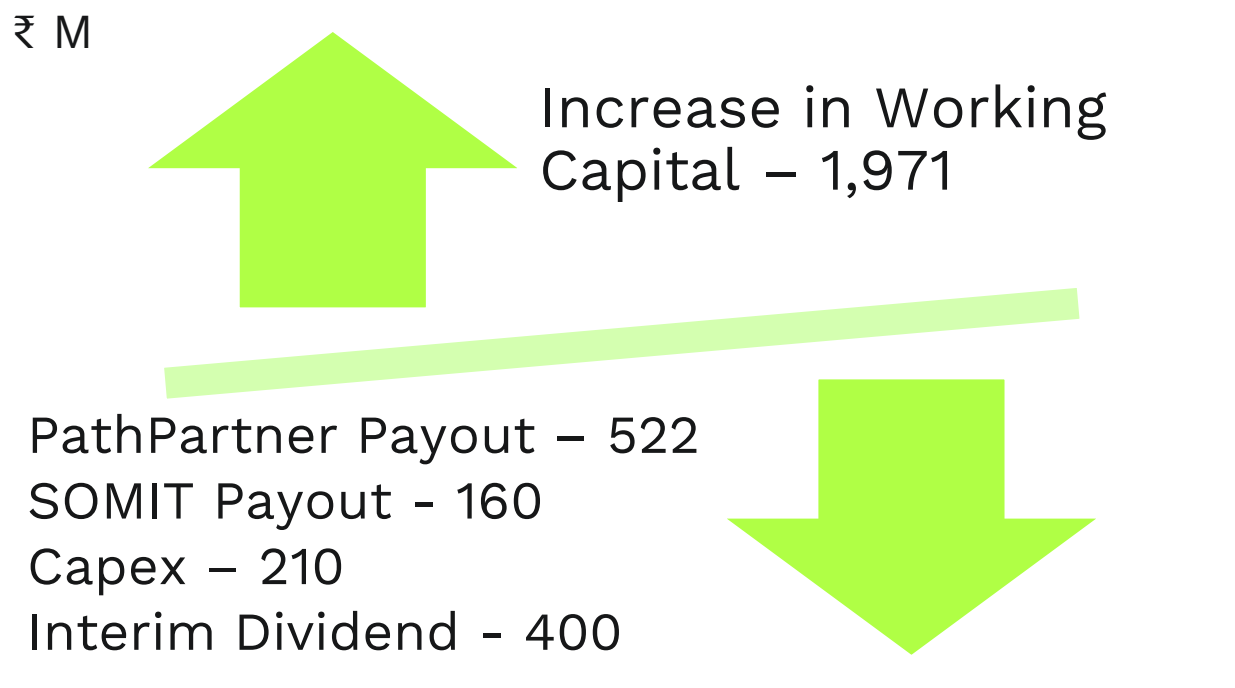 ₹ M
Increase in Working
Capital – 1,971
PathPartner Payout – 522
SOMIT Payout - 160
Capex – 210
Interim Dividend - 400